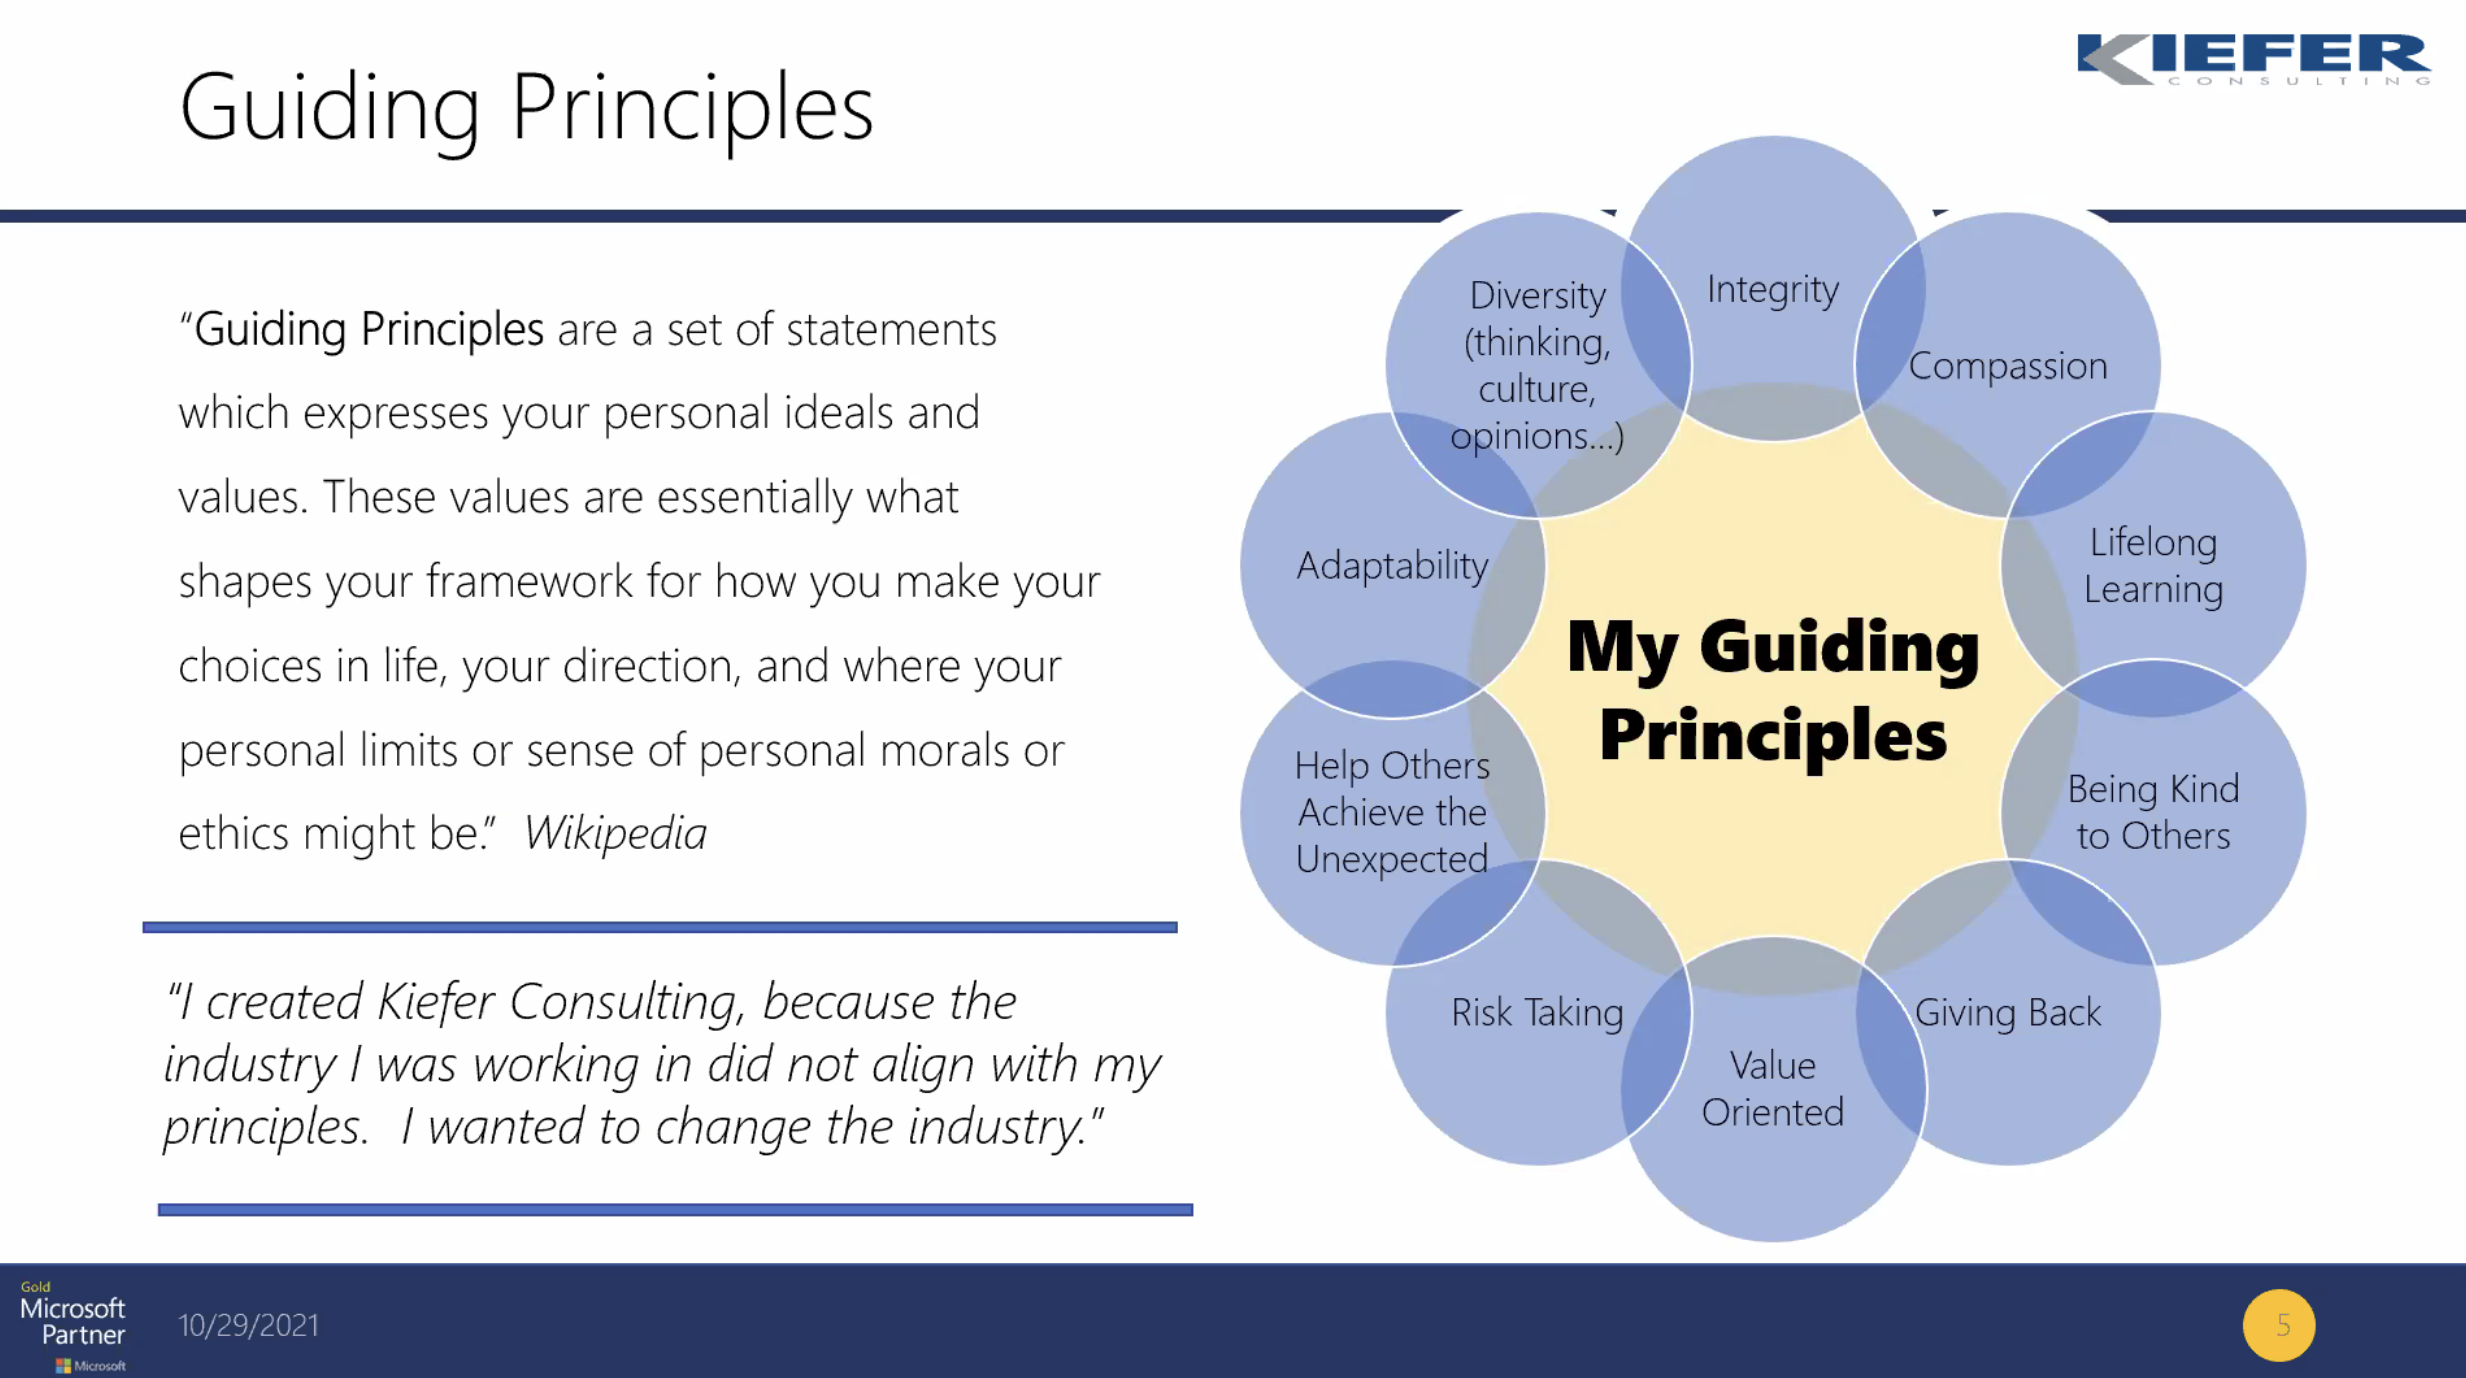 KIEFER
CONSULTING
Guiding Principles
“Guiding Principles are a set of statements
which expresses your personal ideals and
values. These values are essentially what
shapes your framework for how you make your
choices in life, your direction, and where your
personal limits or sense of personal morals or
ethics might be.” Wikipedia
“I created Kiefer Consulting, because the
industry I was working in did not align with my
principles. I wanted to change the industry.”
My Guiding
Principles
Integrity
Compassion
Lifelong
Learning
Being Kind
to Others
Giving Back
Value
Oriented
Risk Taking
Help Others
Achieve the
Unexpected
Adaptability
Diversity
(thinking,
culture,
opinions...)
Gold
Microsoft
Partner
Microsoft
10/29/2021
5